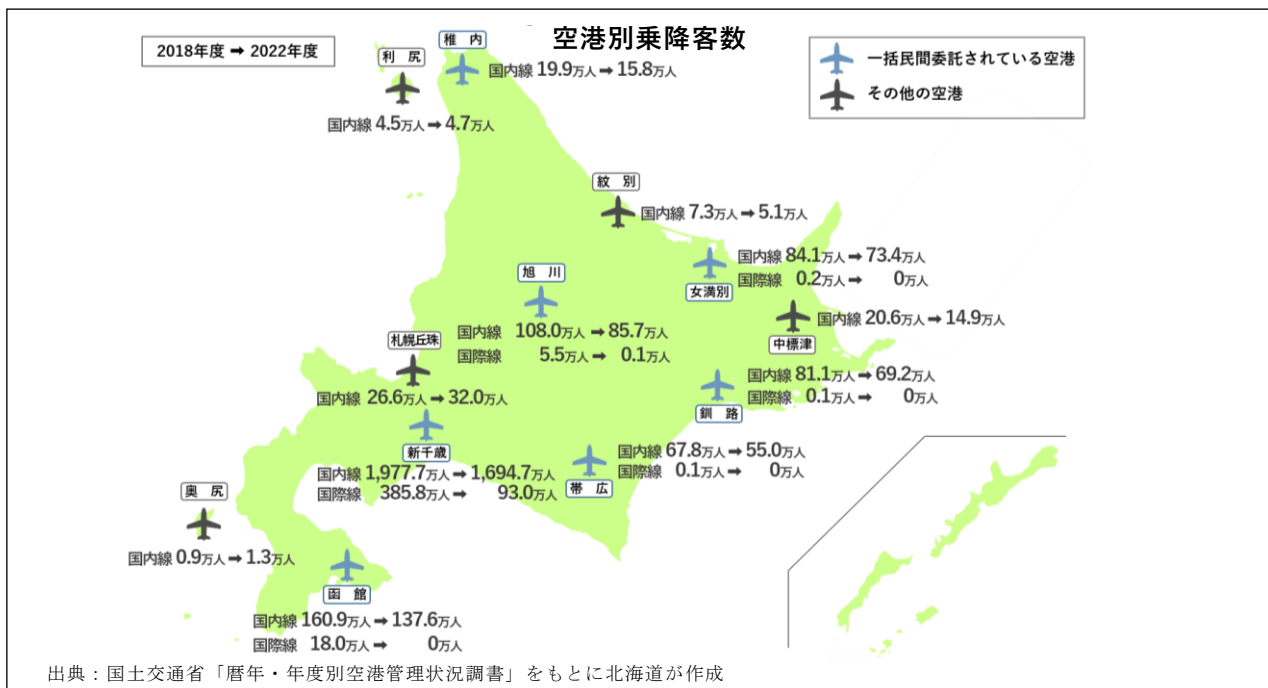 空港別乗降客数
2018年度 ➡ 2022年度
一括民間委託されている空港
その他の空港
稚 内
国内線 19.9万人 ➡ 15.8万人
利 尻
国内線 4.5万人 ➡ 4.7万人
紋 別
国内線 7.3万人 ➡ 5.1万人
女満別
国内線 84.1万人 ➡ 73.4万人
国際線 0.2万人 ➡ 0万人
旭 川
国内線 108.0万人 ➡ 85.7万人
国際線 5.5万人 ➡ 0.1万人
中標津
国内線 20.6万人 ➡ 14.9万人
札幌丘珠
国内線 26.6万人 ➡ 32.0万人
釧 路
国内線 81.1万人 ➡ 69.2万人
国際線 0.1万人 ➡ 0万人
新千歳
国内線 1,977.7万人 ➡ 1,694.7万人
国際線 385.8万人 ➡ 93.0万人
帯 広
国内線 67.8万人 ➡ 55.0万人
国際線 0.1万人 ➡ 0万人
奥 尻
国内線 0.9万人 ➡ 1.3万人
函 館
国内線 160.9万人 ➡ 137.6万人
国際線 18.0万人 ➡ 0万人
出典：国土交通省「暦年・年度別空港管理状況調書」をもとに北海道が作成